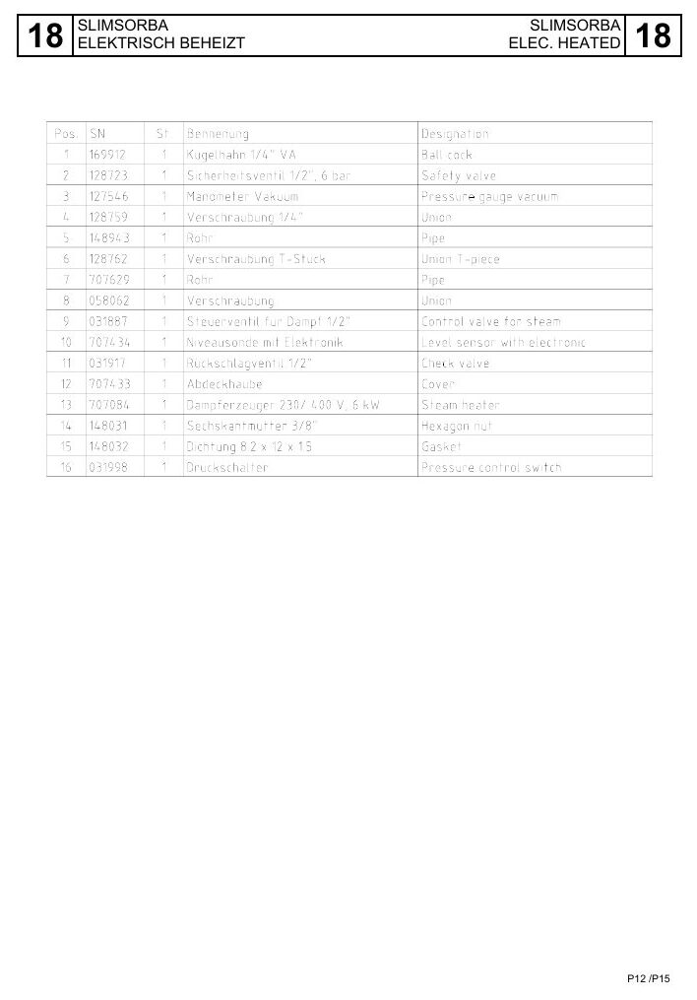 18 SLIMSORBA SLIMSORBA 18
ELEKTRISCH BEHEIZT ELEC. HEATED
Pos. SN St Bennenung Designation
1 169912 1 Kugelhahn 1/4" VA Ball cock
2 128723 1 Sicherheitsventil 1/2", 6 bar Safety valve
3 127546 1 Manometer Vakuum Pressure gauge vacuum
4 128759 1 Verschraubung 1/4" Union
5 148943 1 Rohr Pipe
6 128762 1 Verschraubung T-Stuck Union T-piece
7 707629 1 Rohr Pipe
8 058062 1 Verschraubung Union
9 031887 1 Steuerventil fur Dampf 1/2" Control valve for steam
10 707434 1 Niveausonde mit Elektronik Level sensor with electronic
11 031917 1 Ruckschlagventil 1/2" Check valve
12 707433 1 Abdeckhaube Cover
13 707084 1 Dampferzeuger 230/ 400 V, 6 kW Steam heater
14 148031 1 Sechskantmutter 3/8" Hexagon nut
15 148032 1 Dichtung 8.2 x 12 x 1.5 Gasket
16 031998 1 Druckschalter Pressure control switch
P12 /P15